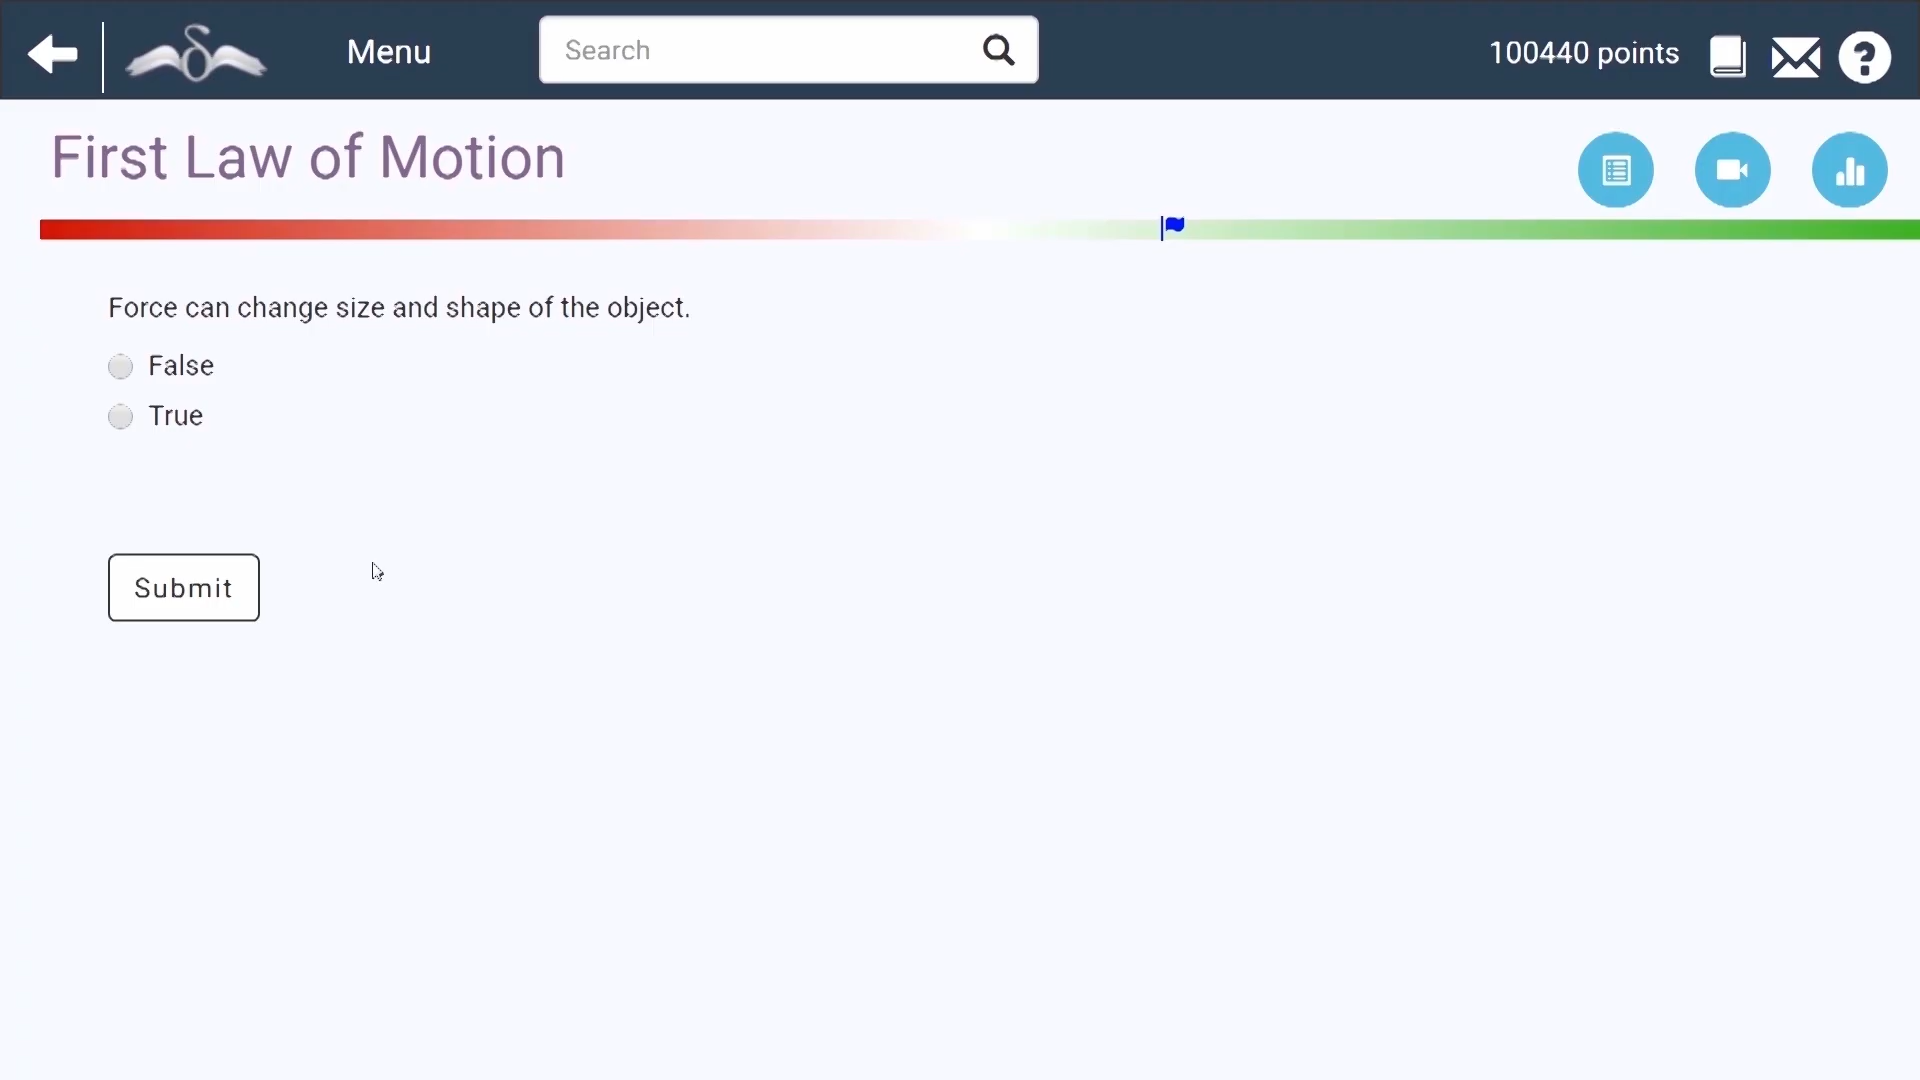 Menu
Search
100440 points
?
First Law of Motion
Force can change size and shape of the object.
False
True
Submit